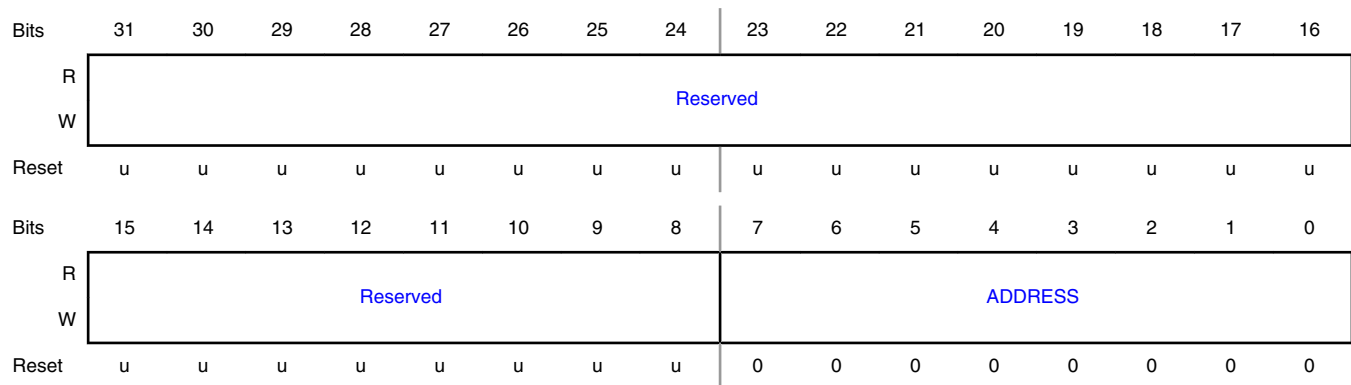 Bits 31 30 29 28 27 26 25 24 23 22 21 20 19 18 17 16
R
Reserved
W
Reset u u u u u u u u u u u u u u u u
Bits 15 14 13 12 11 10 9 8 7 6 5 4 3 2 1 0
R
Reserved ADDRESS
W
Reset u u u u u u u u 0 0 0 0 0 0 0 0